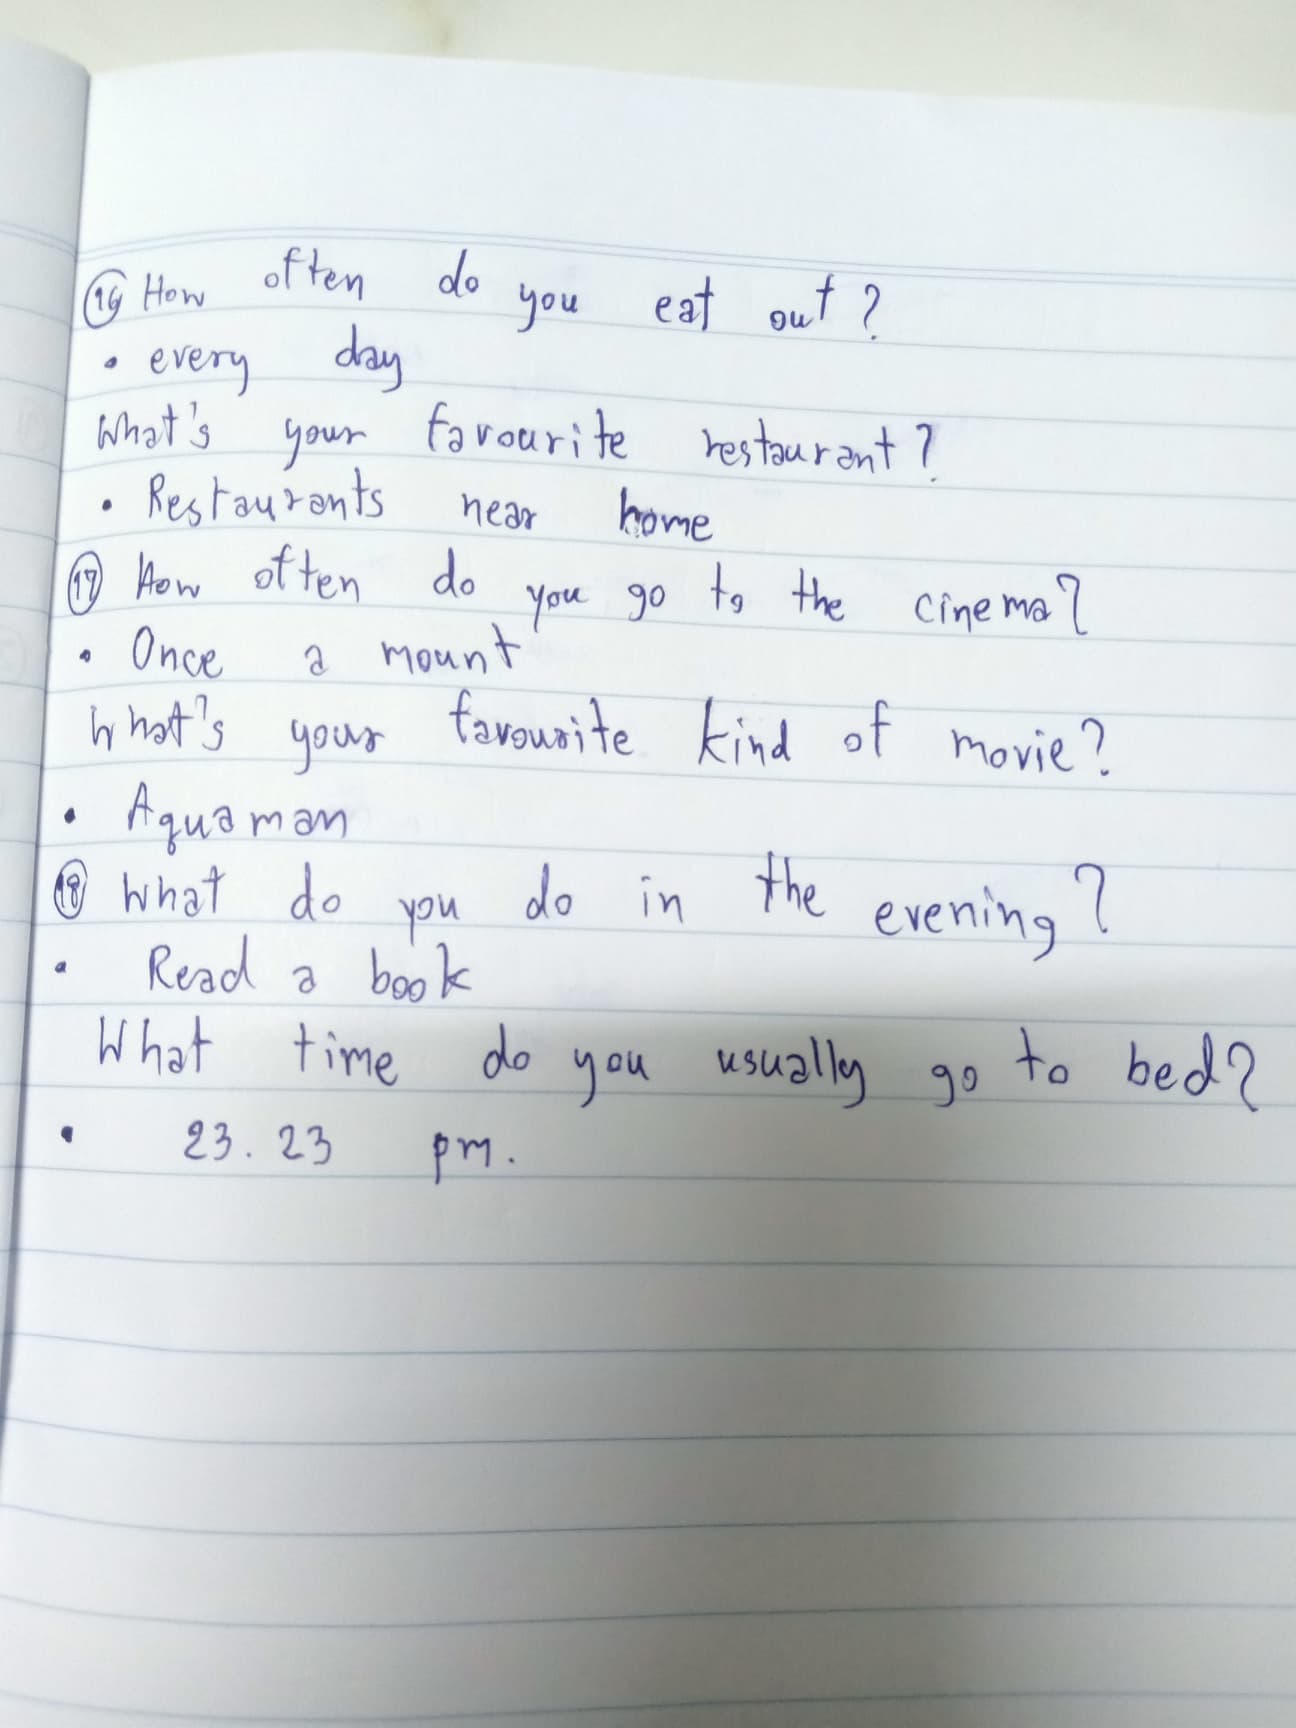 16 How often do you eat out?
• every day
What's your favourite restaurant?
• Restaurants near home
17 How often do you go to the cinema?
• Once a mount
What's your favourite kind of movie?
• Aquaman
18 What do you do in the evening?
• Read a book
What time do you usually go to bed?
• 23.23 pm.